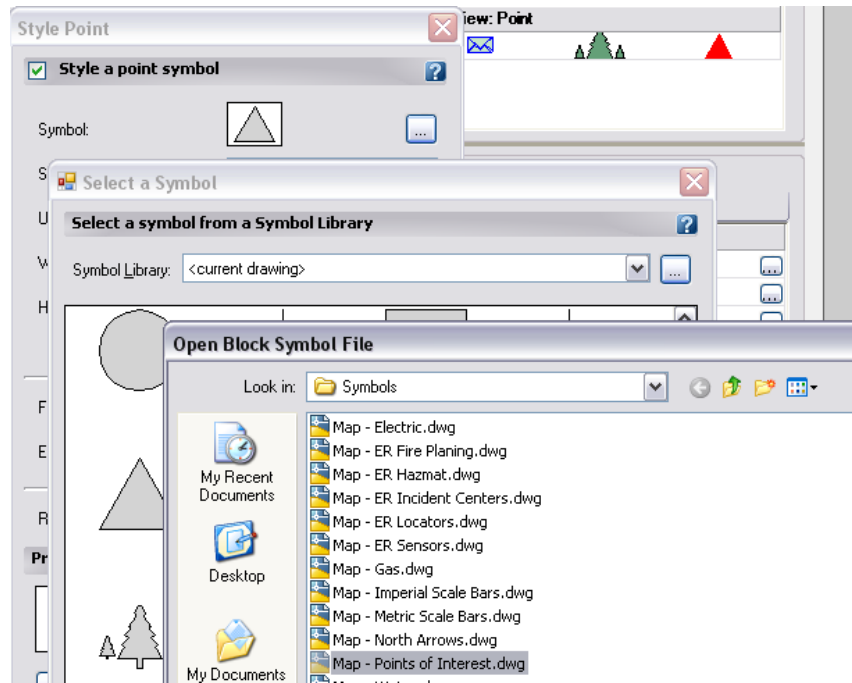 Style Point
iew: Point
Style a point symbol
Symbol:
...
S
Select a Symbol
U
Select a symbol from a Symbol Library
W
Symbol Library:
<current drawing>
...
...
H
...
Open Block Symbol File
Look in:
Symbols
F
E
R
Pr
My Recent
Documents
Desktop
My Documents
Map - Electric.dwg
Map - ER Fire Planing.dwg
Map - ER Hazmat.dwg
Map - ER Incident Centers.dwg
Map - ER Locators.dwg
Map - ER Sensors.dwg
Map - Gas.dwg
Map - Imperial Scale Bars.dwg
Map - Metric Scale Bars.dwg
Map - North Arrows.dwg
Map - Points of Interest.dwg